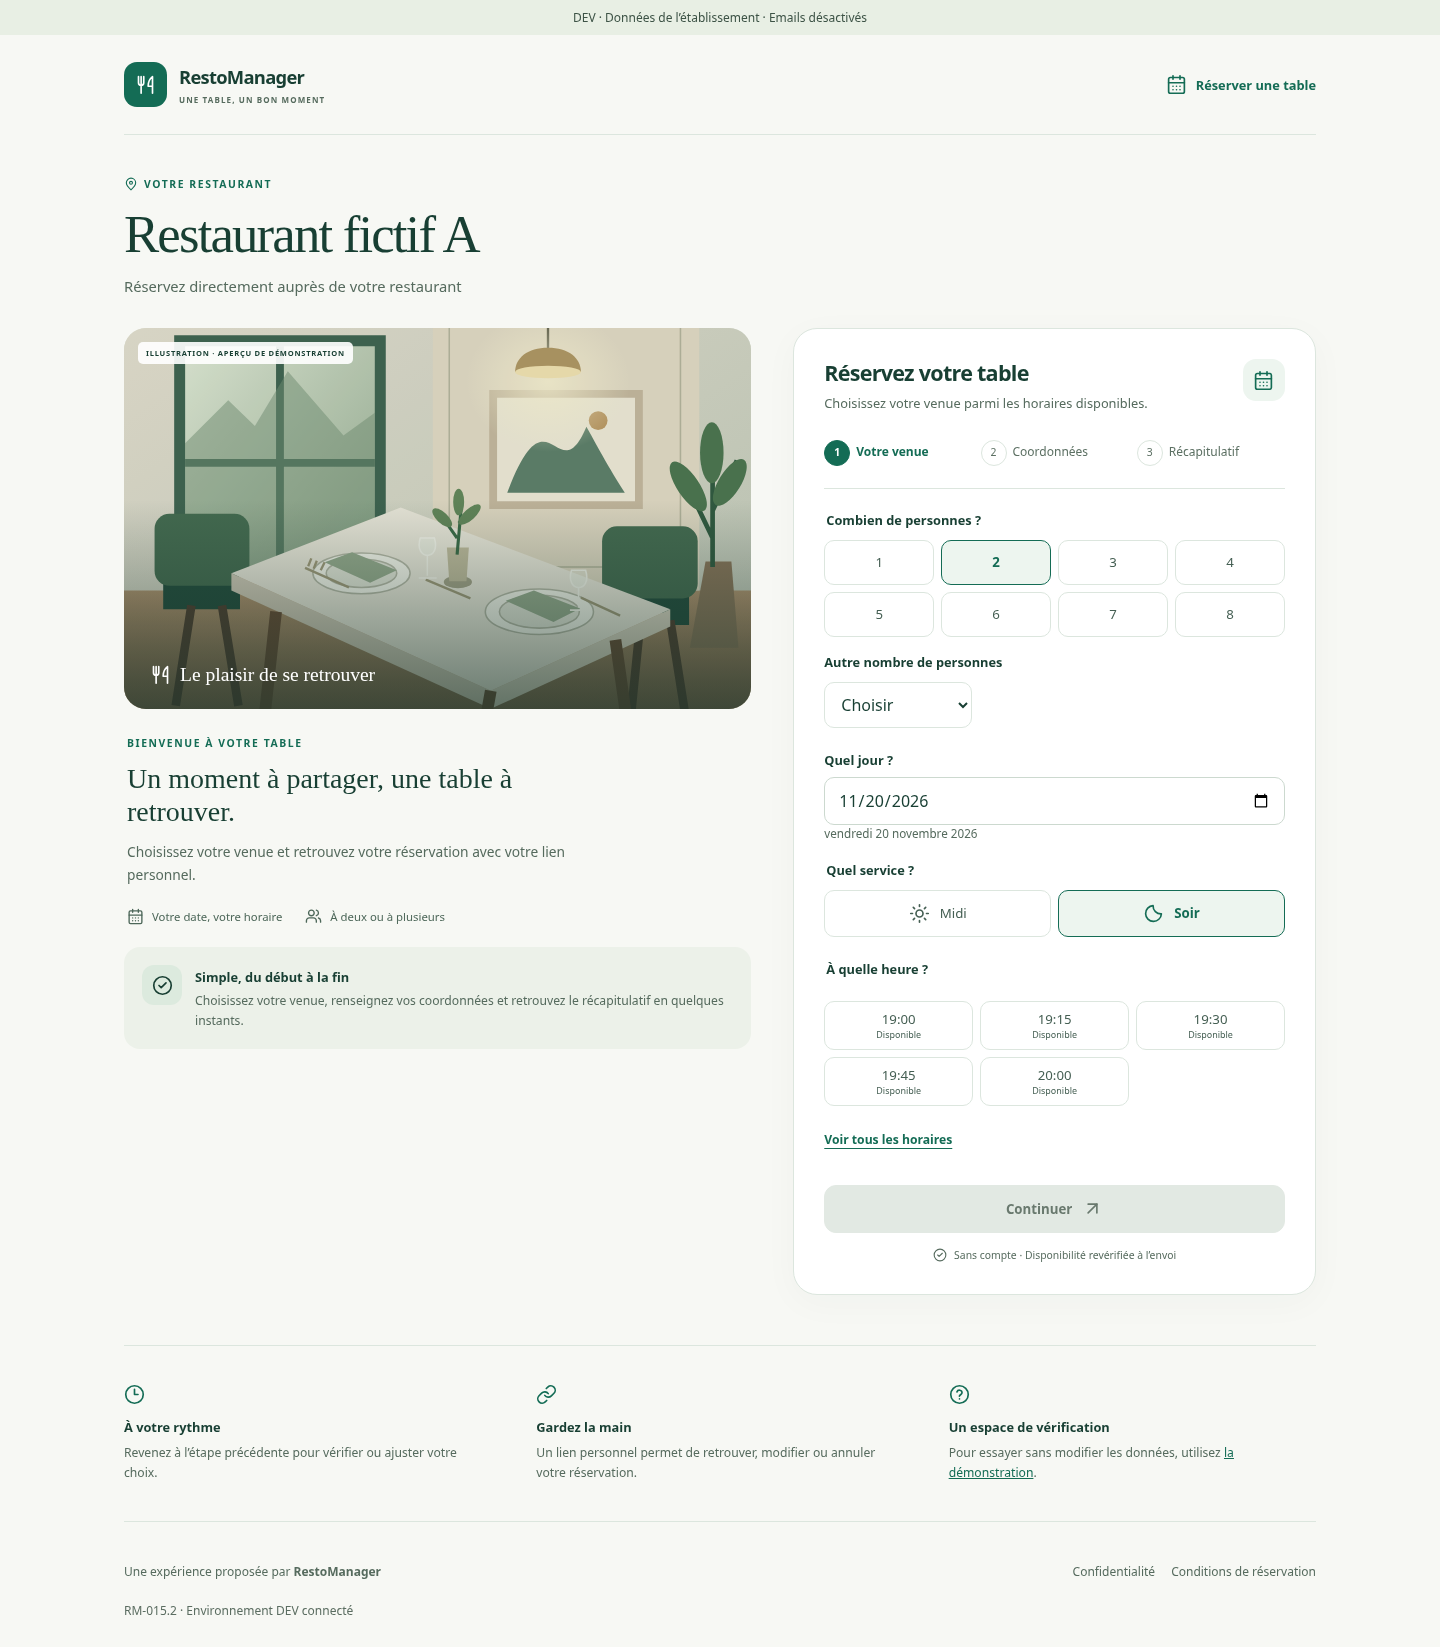 DEV · Données de l'établissement · Emails désactivés
RestoManager
UNE TABLE, UN BON MOMENT
Réserver une table
VOTRE RESTAURANT
Restaurant fictif A
Réservez directement auprès de votre restaurant
ILLUSTRATION · APERÇU DE DÉMONSTRATION
Le plaisir de se retrouver
BIENVENUE À VOTRE TABLE
Un moment à partager, une table à
retrouver.
Choisissez votre venue et retrouvez votre réservation avec votre lien
personnel.
Votre date, votre horaire
À deux ou à plusieurs
Simple, du début à la fin
Choisissez votre venue, renseignez vos coordonnées et retrouvez le récapitulatif en quelques
instants.
Réservez votre table
Choisissez votre venue parmi les horaires disponibles.
1 Votre venue
2 Coordonnées
3 Récapitulatif
Combien de personnes ?
1 2 3 4
5 6 7 8
Autre nombre de personnes
Choisir
Quel jour ?
11/20/2026
vendredi 20 novembre 2026
Quel service ?
Midi
Soir
À quelle heure ?
19:00 19:15 19:30
Disponible Disponible Disponible
19:45 20:00
Disponible Disponible
Voir tous les horaires
Continuer
Sans compte · Disponibilité revérifiée à l'envoi
À votre rythme
Revenez à l'étape précédente pour vérifier ou ajuster votre
choix.
Gardez la main
Un lien personnel permet de retrouver, modifier ou annuler
votre réservation.
Un espace de vérification
Pour essayer sans modifier les données, utilisez la
démonstration.
Une expérience proposée par RestoManager
Confidentialité
Conditions de réservation
RM-015.2 · Environnement DEV connecté